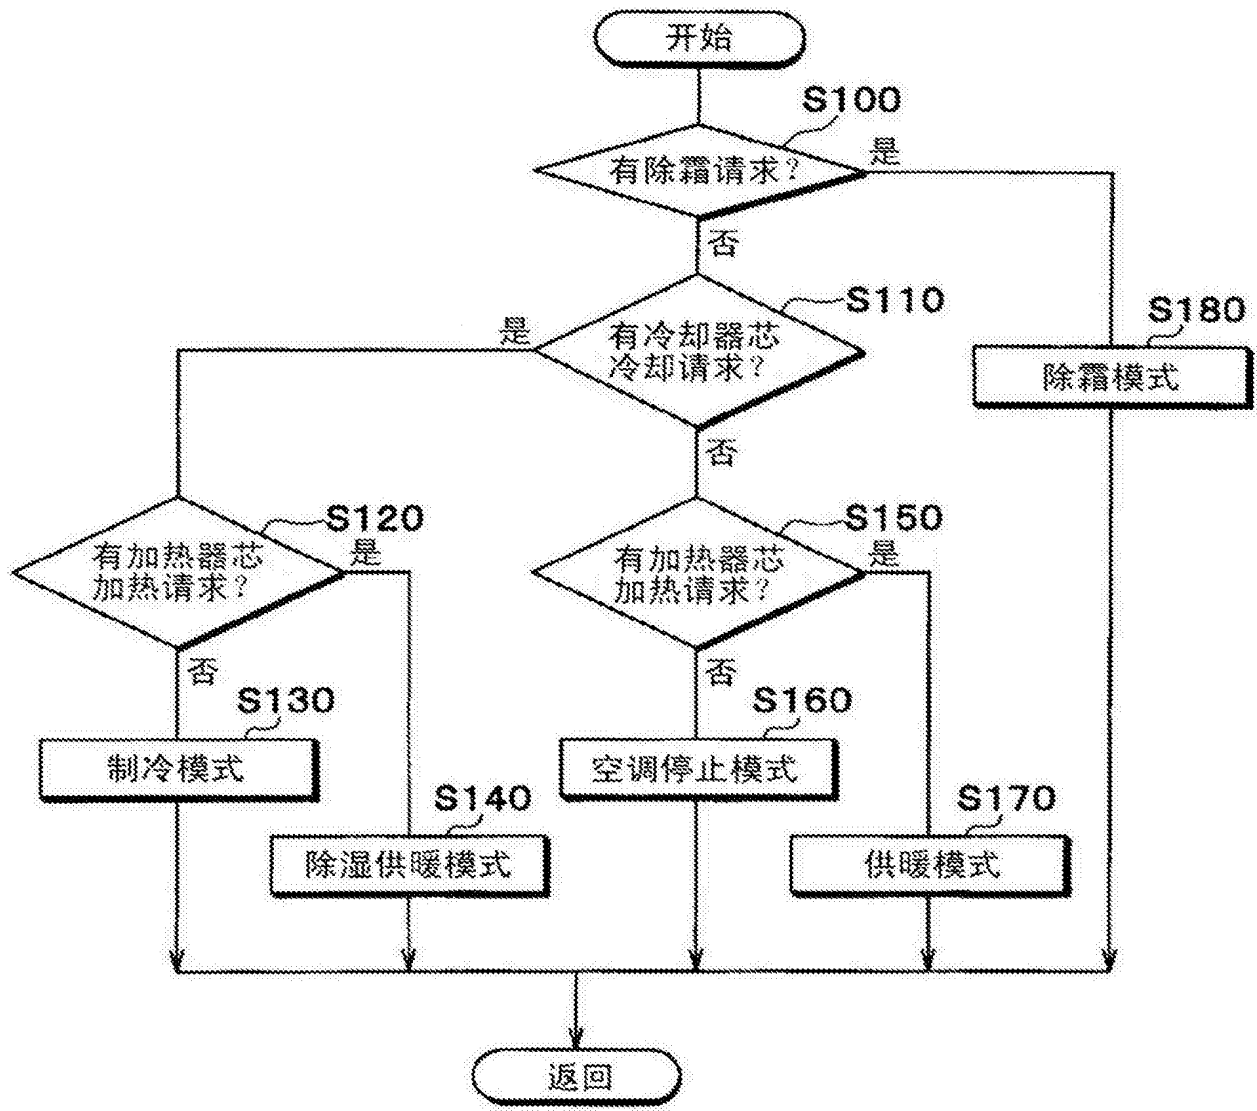 开始
S100
有除霜请求？
是
否
S110
有冷却器芯
冷却请求？
是
否
S180
除霜模式
S120
有加热器芯
加热请求？
是
否
S150
有加热器芯
加热请求？
是
否
S130
制冷模式
S140
除湿供暖模式
S160
空调停止模式
S170
供暖模式
返回